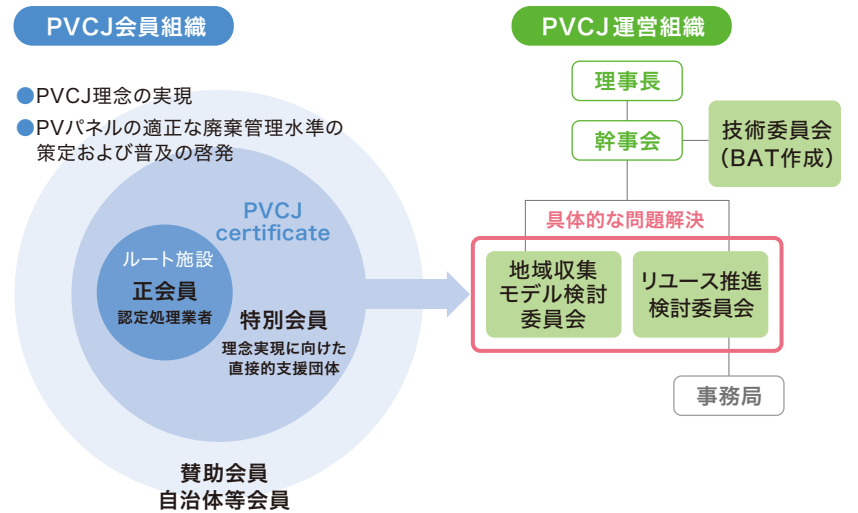 PVCJ会員組織
●PVCJ理念の実現
●PVパネルの適正な廃棄管理水準の
策定および普及の啓発
PVCJ
certificate
ルート施設
正会員
認定処理業者
特別会員
理念実現に向けた
直接的支援団体
賛助会員
自治体等会員
PVCJ運営組織
理事長
幹事会
技術委員会
（BAT作成）
具体的な問題解決
地域収集
モデル検討
委員会
リユース推進
検討委員会
事務局